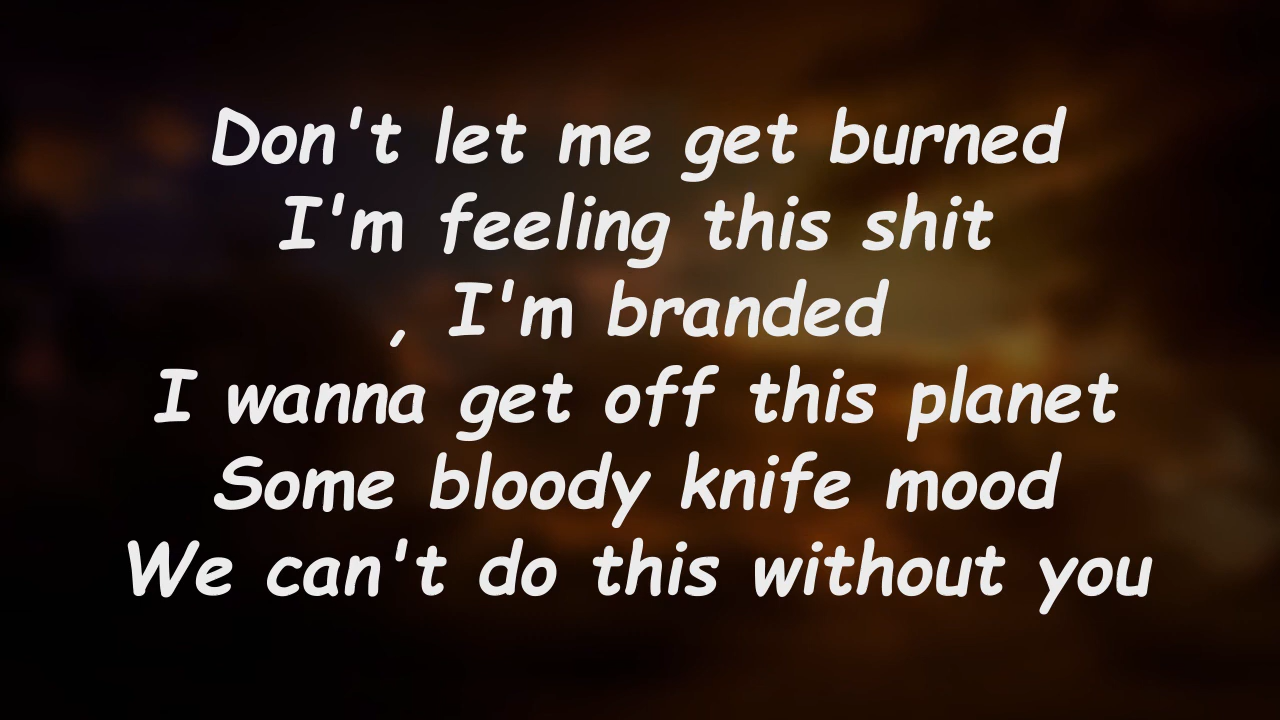 Don't let me get burned
I'm feeling this shit
, I'm branded
I wanna get off this planet
Some bloody knife mood
We can't do this without you